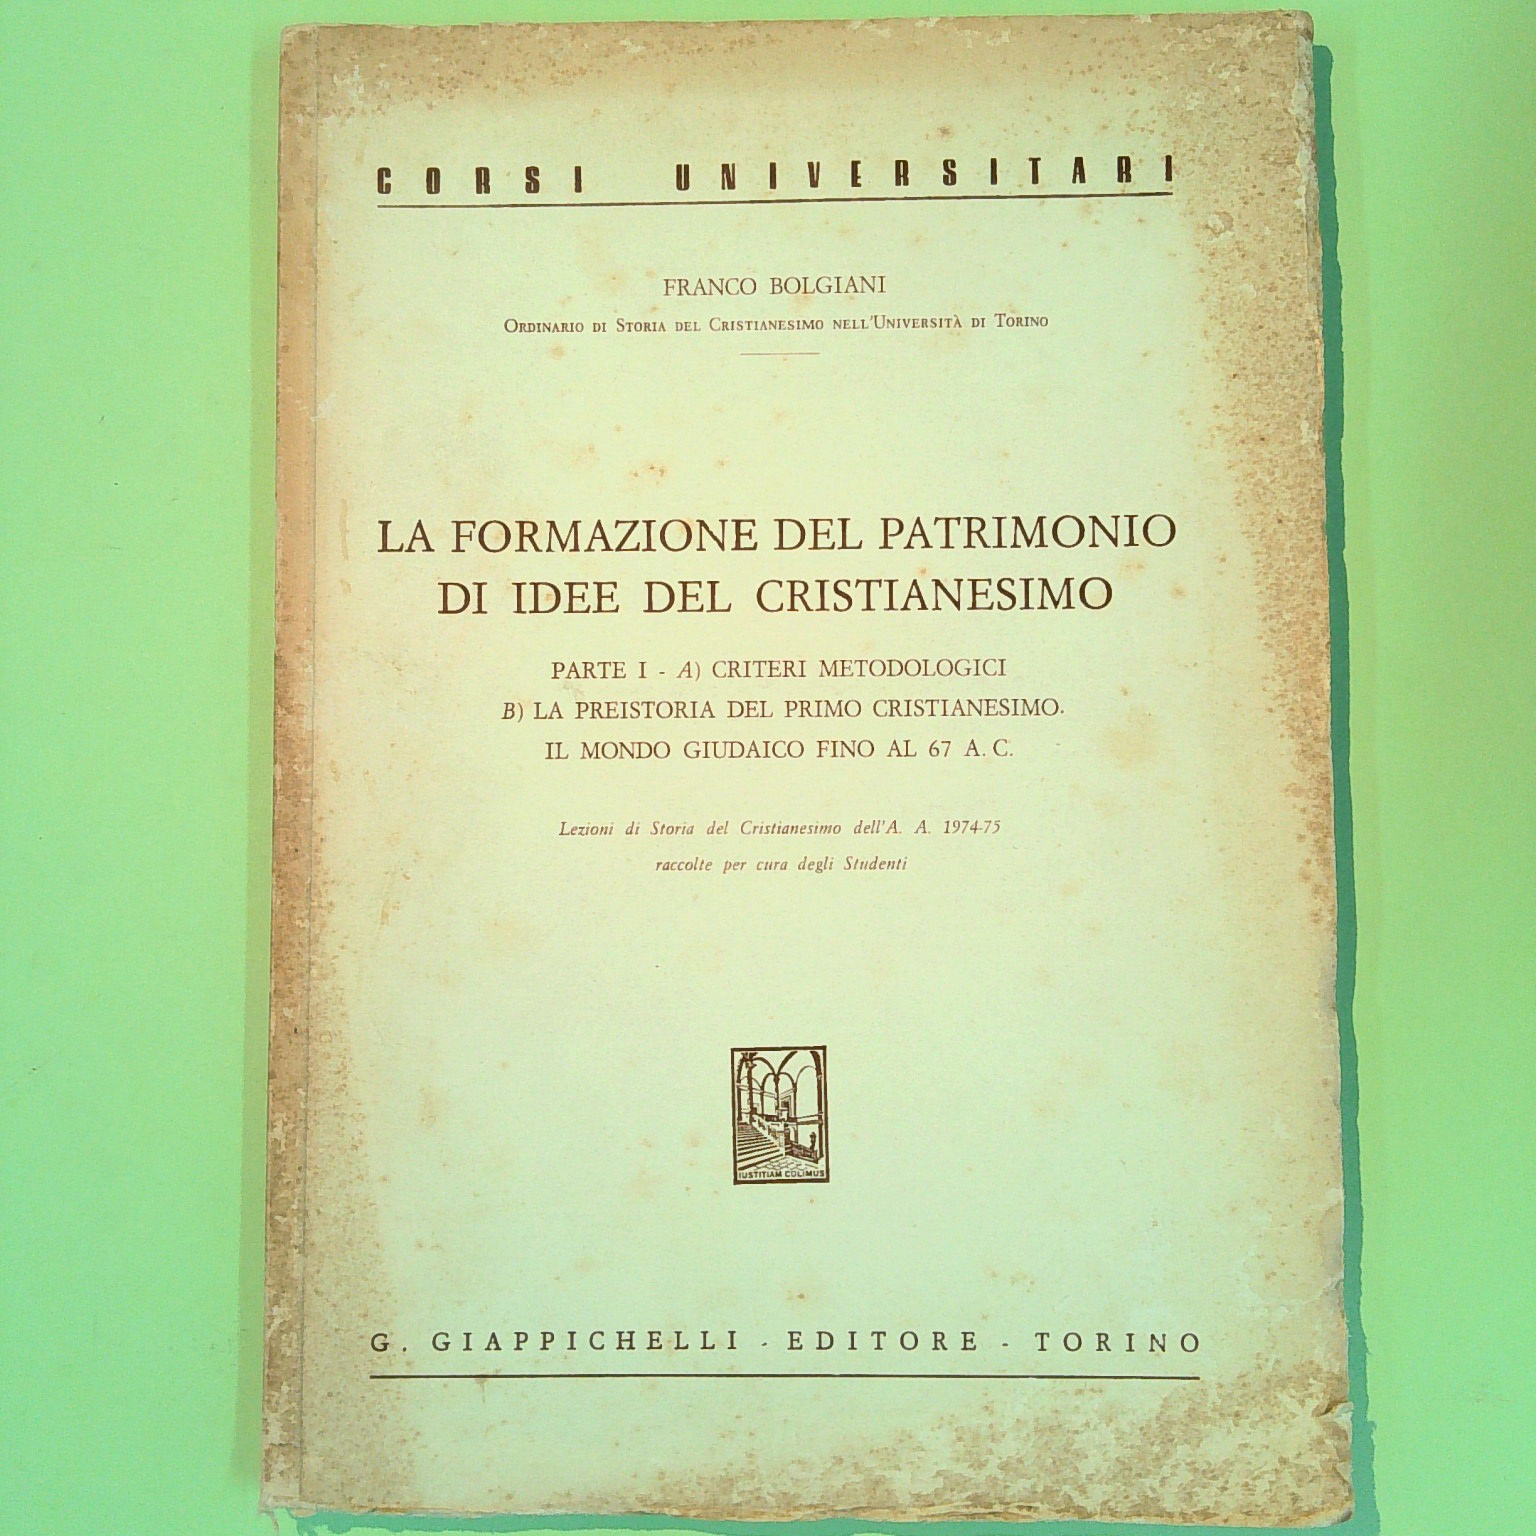 CORSI UNIVERSITARI
FRANCO BOLGIANI
ORDINARIO DI STORIA DEL CRISTIANESIMO NELL'UNIVERSITÀ DI TORINO
LA FORMAZIONE DEL PATRIMONIO
DI IDEE DEL CRISTIANESIMO
PARTE I - A) CRITERI METODOLOGICI
B) LA PREISTORIA DEL PRIMO CRISTIANESIMO.
IL MONDO GIUDAICO FINO AL 67 A. C.
Lezioni di Storia del Cristianesimo dell'A. A. 1974-75
raccolte per cura degli Studenti
IUSTITIAM COLIMUS
G. GIAPPICHELLI - EDITORE - TORINO